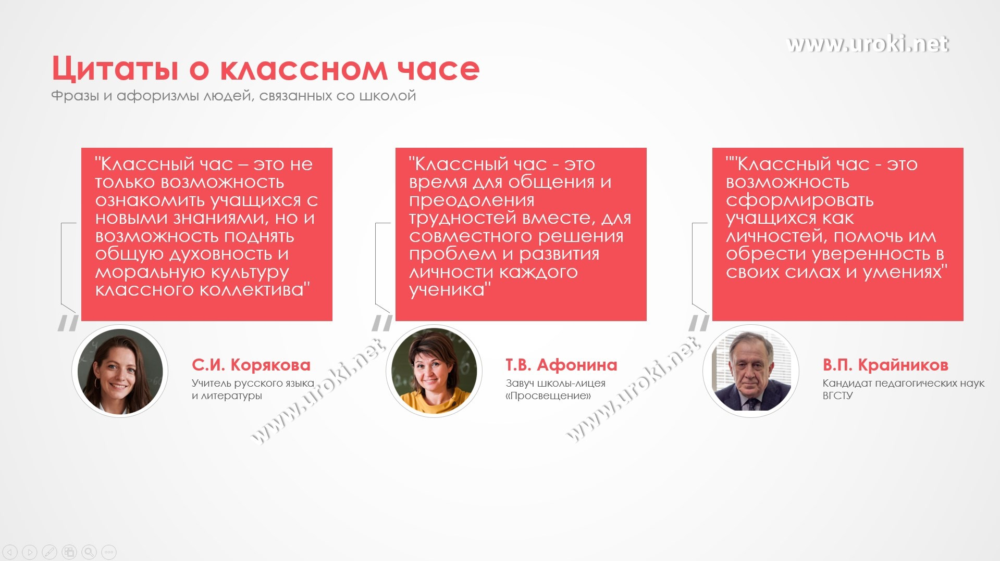 www.uroki.net
Цитаты о классном часе
Фразы и афоризмы людей, связанных со школой
"Классный час – это не
только возможность
ознакомить учащихся с
новыми знаниями, но и
возможность поднять
общую духовность и
моральную культуру
классного коллектива"
"Классный час - это
время для общения и
преодоления
трудностей вместе, для
совместного решения
проблем и развития
личности каждого
ученика"
""Классный час - это
возможность
сформировать
учащихся как
личностей, помочь им
обрести уверенность в
своих силах и умениях"
С.И. Корякова
Учитель русского языка
и литературы
www.uroki.net
Т.В. Афонина
Завуч школы-лицея
«Просвещение»
www.uroki.net
В.П. Крайников
Кандидат педагогических наук
ВГСТУ